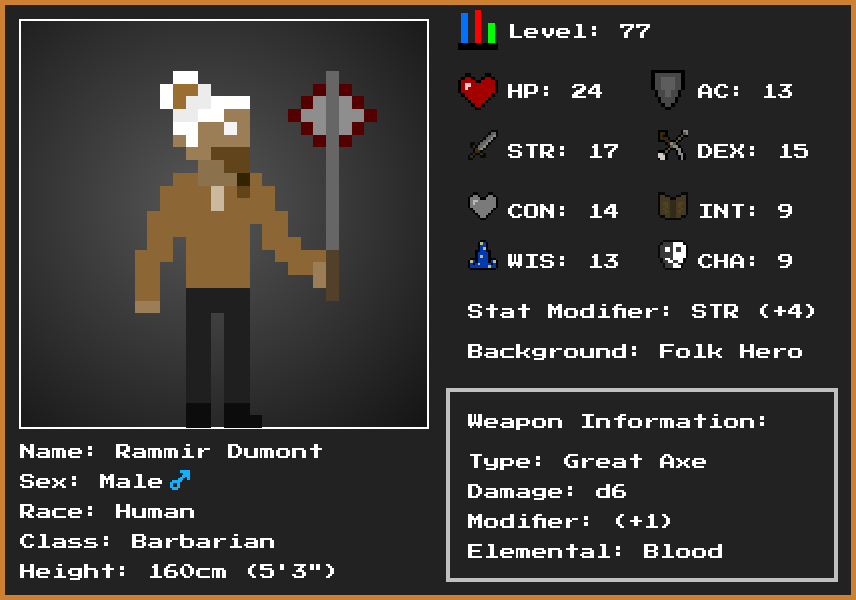 Level: 77
HP: 24
AC: 13
STR: 17
DEX: 15
CON: 14
INT: 9
WIS: 13
CHA: 9
Stat Modifier: STR (+4)
Background: Folk Hero
Name: Rammir Dumont
Sex: Male ♂
Race: Human
Class: Barbarian
Height: 160cm (5'3")
Weapon Information:
Type: Great Axe
Damage: d6
Modifier: (+1)
Elemental: Blood